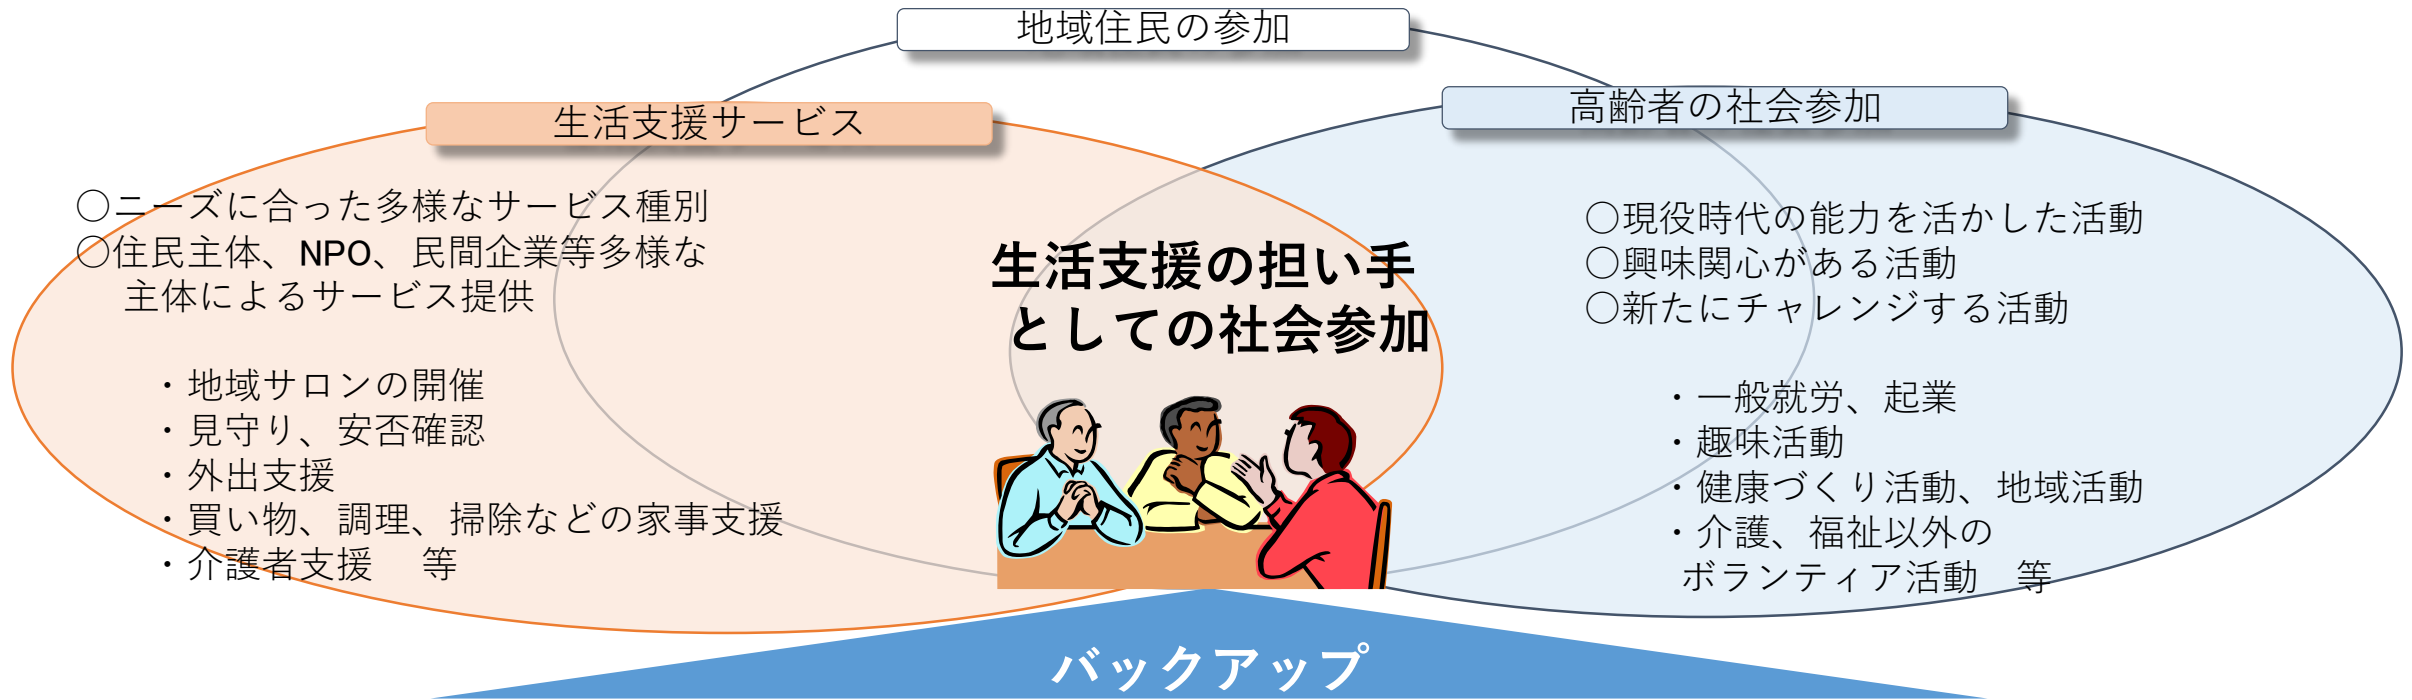 地域住民の参加
生活支援サービス
高齢者の社会参加
○ニーズに合った多様なサービス種別
○住民主体、NPO、民間企業等多様な
主体によるサービス提供
・地域サロンの開催
・見守り、安否確認
・外出支援
・買い物、調理、掃除などの家事支援
・介護者支援　等
生活支援の担い手
としての社会参加
○現役時代の能力を活かした活動
○興味関心がある活動
○新たにチャレンジする活動
・一般就労、起業
・趣味活動
・健康づくり活動、地域活動
・介護、福祉以外の
ボランティア活動　等
バックアップ